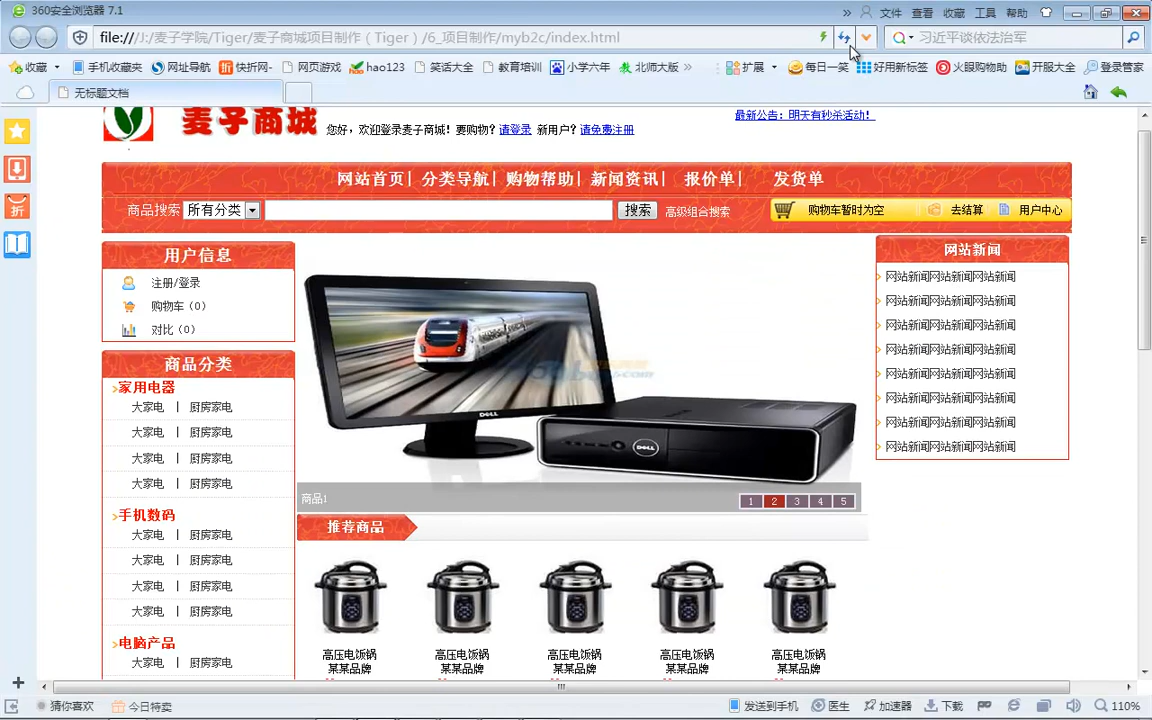 360安全浏览器 7.1
» 文件 查看 收藏 工具 帮助
file:///J:/麦子学院/Tiger/麦子商城项目制作（Tiger）/6_项目制作/myb2c/index.html
习近平谈依法治军
收藏 手机收藏夹 网址导航 快折网- 网页游戏 hao123 笑话大全 教育培训 小学六年 北师大版 » 扩展 每日一笑 好用新标签 火眼购物助 开服大全 登录管家
无标题文档
麦子商城 您好，欢迎登录麦子商城！要购物？请登录 新用户？请免费注册
最新公告：明天有秒杀活动！
网站首页| 分类导航| 购物帮助| 新闻资讯| 报价单| 发货单
商品搜索 所有分类 搜索 高级组合搜索 购物车暂时为空 去结算 用户中心
用户信息
注册/登录
购物车（0）
对比（0）
商品分类
家用电器
大家电 | 厨房家电
大家电 | 厨房家电
大家电 | 厨房家电
大家电 | 厨房家电
手机数码
大家电 | 厨房家电
大家电 | 厨房家电
大家电 | 厨房家电
大家电 | 厨房家电
电脑产品
大家电 | 厨房家电
DELL
DELL
商品1
1 2 3 4 5
推荐商品
高压电饭锅 高压电饭锅 高压电饭锅 高压电饭锅 高压电饭锅
某某品牌 某某品牌 某某品牌 某某品牌 某某品牌
网站新闻
网站新闻网站新闻网站新闻
网站新闻网站新闻网站新闻
网站新闻网站新闻网站新闻
网站新闻网站新闻网站新闻
网站新闻网站新闻网站新闻
网站新闻网站新闻网站新闻
网站新闻网站新闻网站新闻
网站新闻网站新闻网站新闻
折
猜你喜欢 今日特卖 发送到手机 医生 加速器 下载 110%